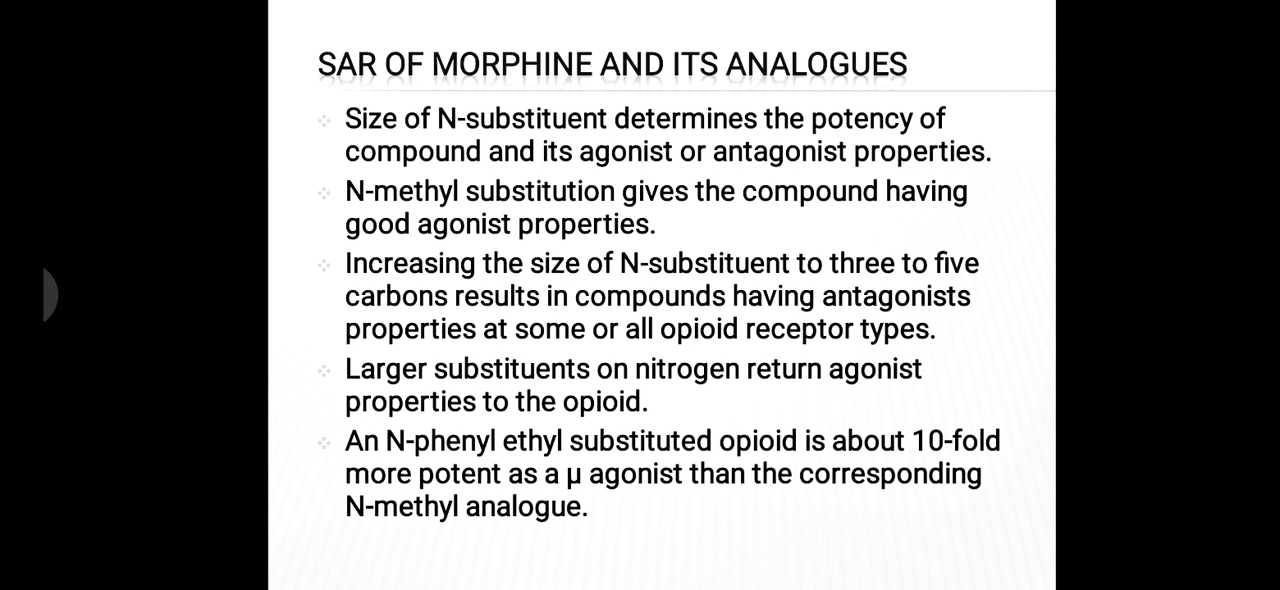 SAR OF MORPHINE AND ITS ANALOGUES
Size of N-substituent determines the potency of
compound and its agonist or antagonist properties.
N-methyl substitution gives the compound having
good agonist properties.
Increasing the size of N-substituent to three to five
carbons results in compounds having antagonists
properties at some or all opioid receptor types.
Larger substituents on nitrogen return agonist
properties to the opioid.
An N-phenyl ethyl substituted opioid is about 10-fold
more potent as a μ agonist than the corresponding
N-methyl analogue.